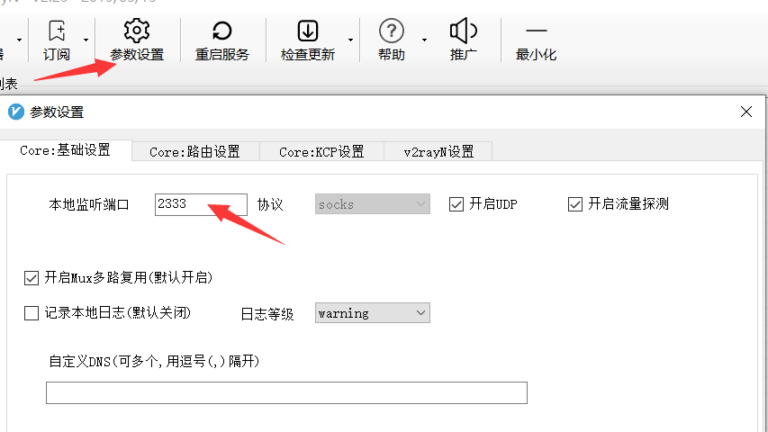 订阅 参数设置 重启服务 检查更新 帮助 推广 最小化
列表
参数设置
Core:基础设置 Core:路由设置 Core:KCP设置 v2rayN设置
本地监听端口 2333 协议 socks 开启UDP 开启流量探测
开启Mux多路复用(默认开启)
记录本地日志(默认关闭) 日志等级 warning
自定义DNS(可多个,用逗号(,)隔开)